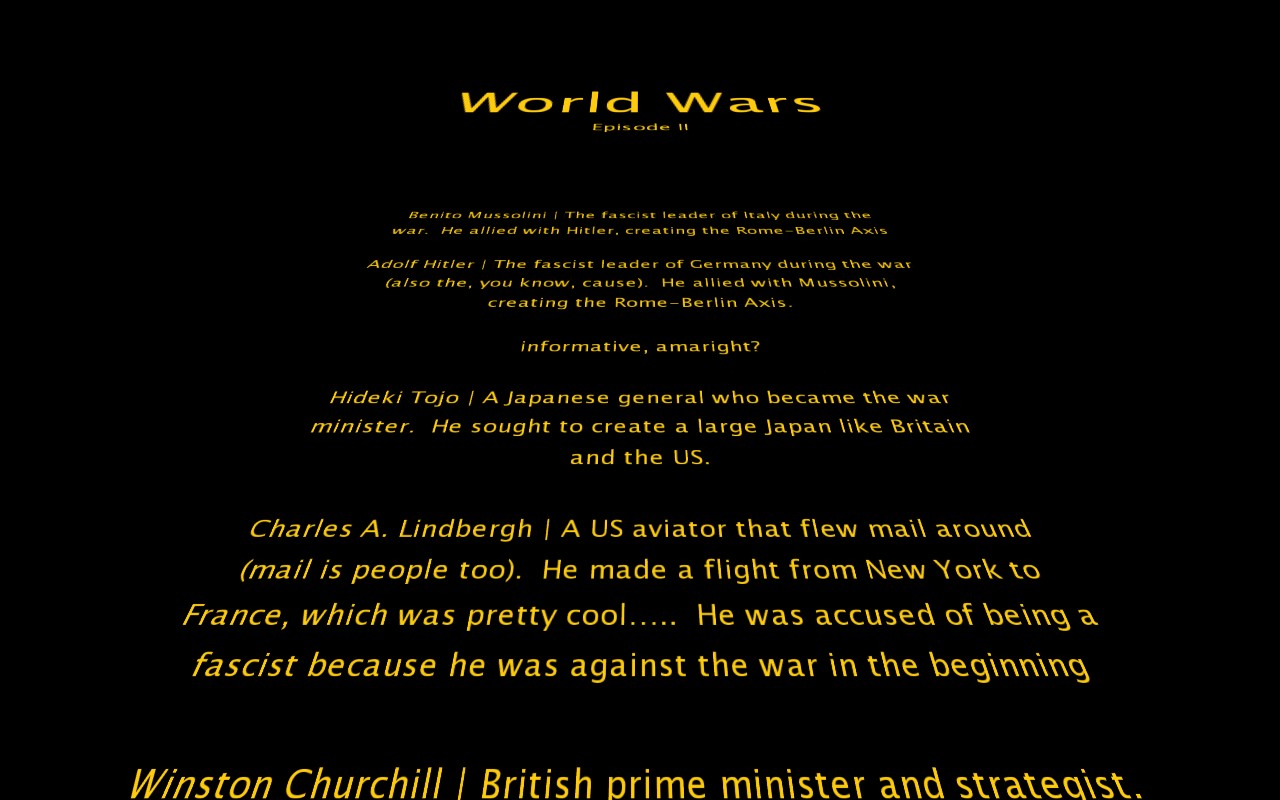 World Wars
Episode II
Benito Mussolini | The fascist leader of Italy during the
war.  He allied with Hitler, creating the Rome-Berlin Axis
Adolf Hitler | The fascist leader of Germany during the war
(also the, you know, cause).  He allied with Mussolini,
creating the Rome-Berlin Axis.
informative, amaright?
Hideki Tojo | A Japanese general who became the war
minister.  He sought to create a large Japan like Britain
and the US.
Charles A. Lindbergh | A US aviator that flew mail around
(mail is people too).  He made a flight from New York to
France, which was pretty cool.....  He was accused of being a
fascist because he was against the war in the beginning
Winston Churchill | British prime minister and strategist.